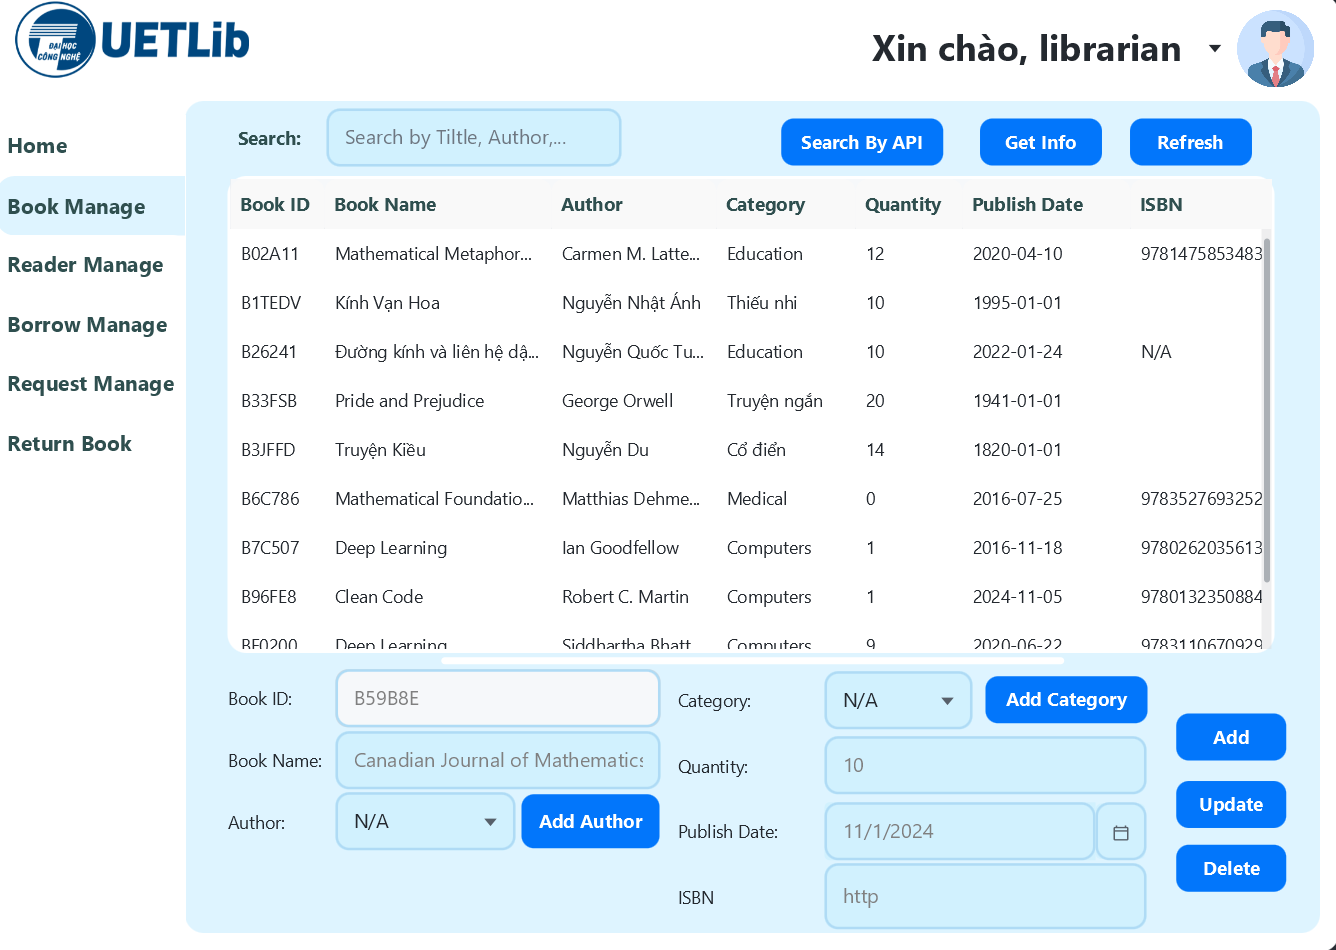 ĐẠI HỌC
CÔNG NGHỆ
UETLib
Xin chào, librarian
Home
Book Manage
Reader Manage
Borrow Manage
Request Manage
Return Book
Search: Search by Tiltle, Author,... Search By API Get Info Refresh
Book ID Book Name Author Category Quantity Publish Date ISBN
B02A11 Mathematical Metaphor... Carmen M. Latte... Education 12 2020-04-10 9781475853483
B1TEDV Kính Vạn Hoa Nguyễn Nhật Ánh Thiếu nhi 10 1995-01-01
B26241 Đường kính và liên hệ dậ... Nguyễn Quốc Tu... Education 10 2022-01-24 N/A
B33FSB Pride and Prejudice George Orwell Truyện ngắn 20 1941-01-01
B3JFFD Truyện Kiều Nguyễn Du Cổ điển 14 1820-01-01
B6C786 Mathematical Foundatio... Matthias Dehme... Medical 0 2016-07-25 9783527693252
B7C507 Deep Learning Ian Goodfellow Computers 1 2016-11-18 9780262035613
B96FE8 Clean Code Robert C. Martin Computers 1 2024-11-05 9780132350884
BF0200 Deep Learning Siddhartha Bhatt Computers 9 2020-06-22 9783110670929
Book ID: B59B8E
Book Name: Canadian Journal of Mathematics
Author: N/A Add Author
Category: N/A Add Category
Quantity: 10
Publish Date: 11/1/2024
ISBN http
Add
Update
Delete